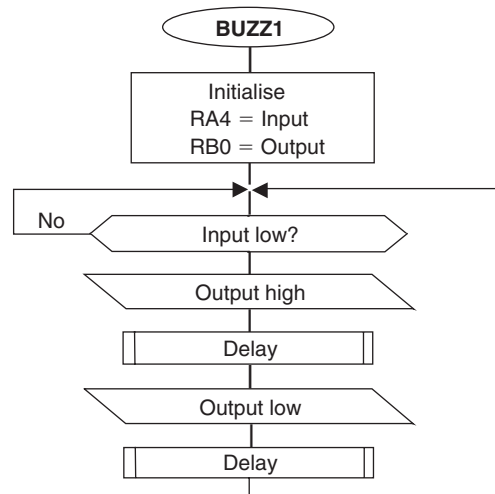 BUZZ1
Initialise
RA4 = Input
RB0 = Output
No
Input low?
Output high
Delay
Output low
Delay